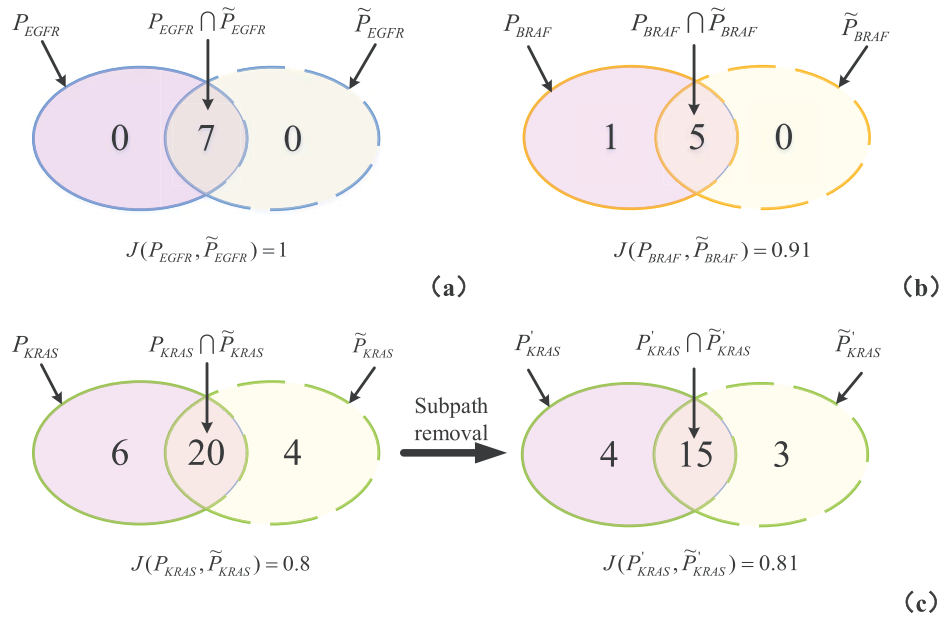 P_EGFR
P_EGFR ∩ P̃_EGFR
P̃_EGFR
0
7
0
J(P_EGFR, P̃_EGFR) = 1
(a)
P_BRAF
P_BRAF ∩ P̃_BRAF
P̃_BRAF
1
5
0
J(P_BRAF, P̃_BRAF) = 0.91
(b)
P_KRAS
P_KRAS ∩ P̃_KRAS
P̃_KRAS
6
20
4
J(P_KRAS, P̃_KRAS) = 0.8
Subpath
removal
P'_KRAS
P'_KRAS ∩ P̃'_KRAS
P̃'_KRAS
4
15
3
J(P'_KRAS, P̃'_KRAS) = 0.81
(c)